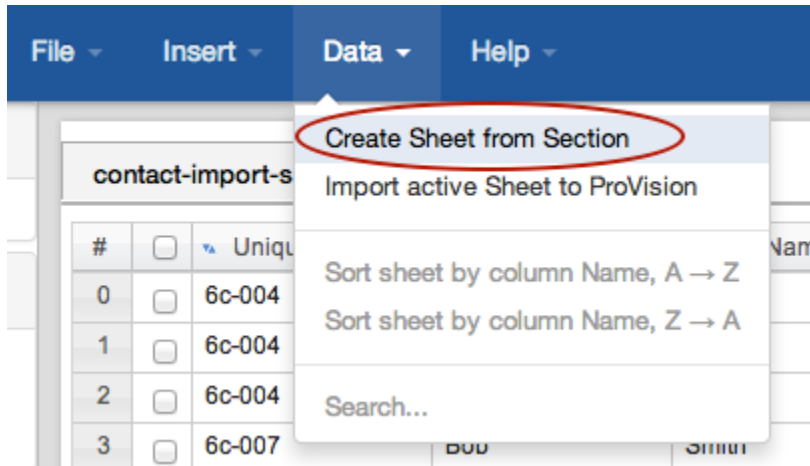 File Insert Data Help
Create Sheet from Section
contact-import-s
Import active Sheet to ProVision
# Uniqu Nam
Sort sheet by column Name, A → Z
0 6c-004
Sort sheet by column Name, Z → A
1 6c-004
2 6c-004
Search...
3 6c-007 Bob Smith